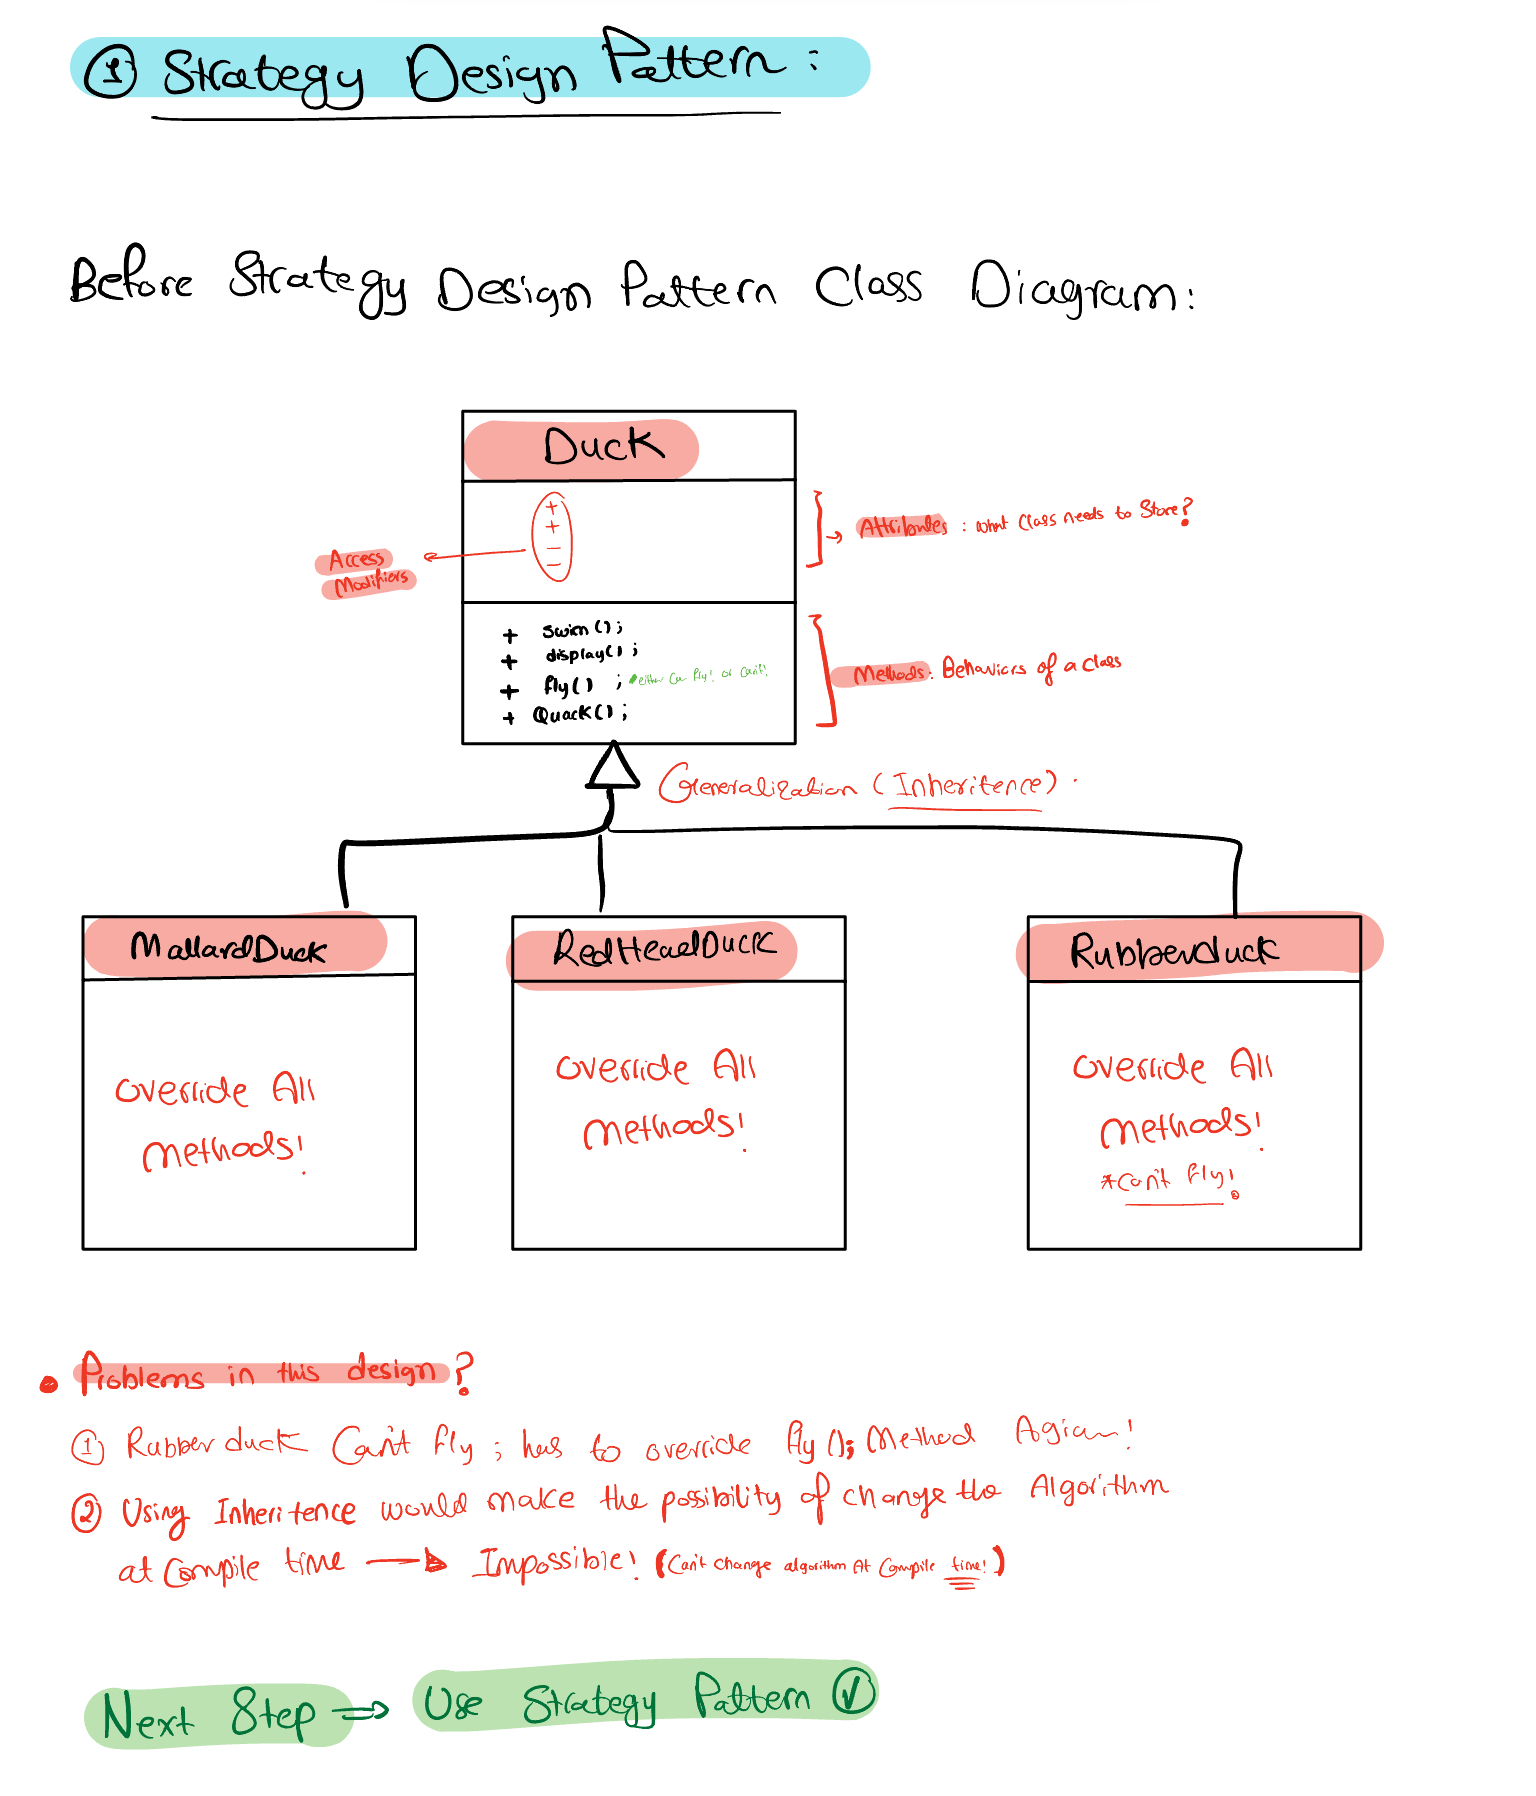 ① Strategy Design Pattern :
Before Strategy Design Pattern Class Diagram:
Duck
+
+
-
-
Access
Modifiers
Attributes : what class needs to store?
+ swim();
+ display();
+ fly() ; *either can fly! or can't!
+ Quack();
Methods: Behaviors of a class
Generalization (Inheritence).
MallardDuck
Override All
methods!
RedHeadDuck
Override All
methods!
Rubberduck
Override All
methods!
*can't fly!
• Problems in this design?
① Rubber duck Can't fly ; has to override fly(); Method Agian!
② Using Inheritence would make the possibility of change the Algorithm
at Compile time → Impossible! (Can't change algorithm At Compile time!)
Next Step ⇒ Use Strategy Pattern ✓